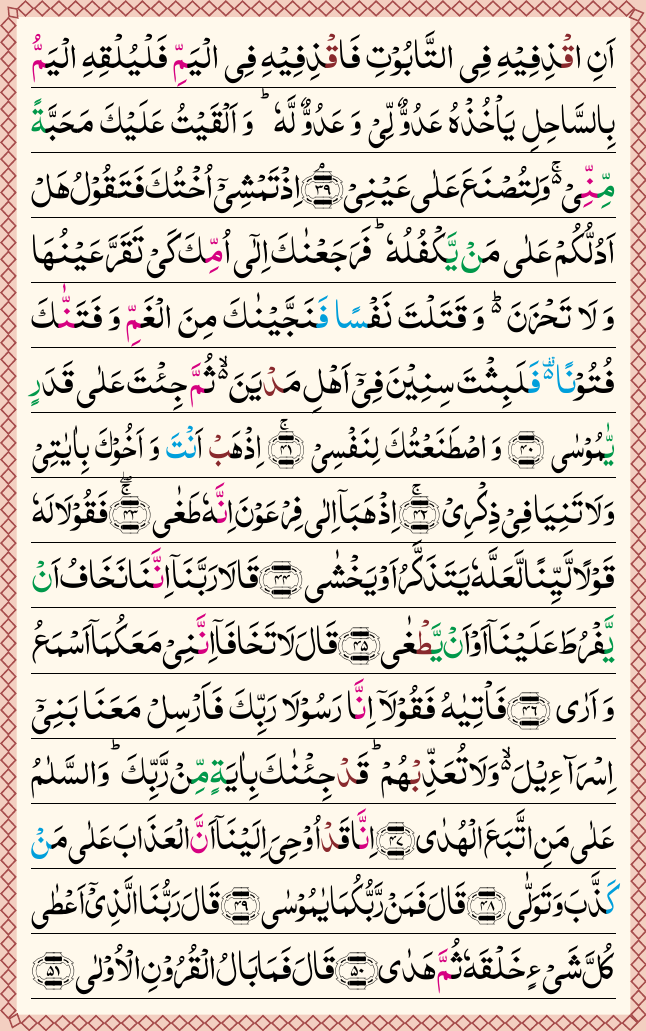 اَنِ اقْذِفِيْهِ فِى التَّابُوْتِ فَاقْذِفِيْهِ فِى الْيَمِّ فَلْيُلْقِهِ الْيَمُّ
بِالسَّاحِلِ يَاْخُذْهُ عَدُوٌّ لِّىْ وَ عَدُوٌّ لَّهٗ ؕ وَ اَلْقَيْتُ عَلَيْكَ مَحَبَّةً
مِّنِّىْ ۚ۬ وَلِتُصْنَعَ عَلٰى عَيْنِىْ ۘ‏﴿۳۹﴾ اِذْ تَمْشِىْۤ اُخْتُكَ فَتَقُوْلُ هَلْ
اَدُلُّكُمْ عَلٰى مَنْ يَّكْفُلُهٗ ؕ فَرَجَعْنٰكَ اِلٰٓى اُمِّكَ كَىْ تَقَرَّ عَيْنُهَا
وَ لَا تَحْزَنَ ؕ۬ وَ قَتَلْتَ نَفْسًا فَنَجَّيْنٰكَ مِنَ الْغَمِّ وَ فَتَنّٰكَ
فُتُوْنًا ۬۫ فَلَبِثْتَ سِنِيْنَ فِىْۤ اَهْلِ مَدْيَنَ ۬ۙ ثُمَّ جِئْتَ عَلٰى قَدَرٍ
يّٰمُوْسٰى ﴿۴۰﴾ وَ اصْطَنَعْتُكَ لِنَفْسِىْ ۚ‏﴿۴۱﴾ اِذْهَبْ اَنْتَ وَ اَخُوْكَ بِاٰيٰتِىْ
وَلَا تَنِيَا فِىْ ذِكْرِىْ ۚ‏﴿۴۲﴾ اِذْهَبَاۤ اِلٰى فِرْعَوْنَ اِنَّهٗ طَغٰى ۚۖ‏﴿۴۳﴾ فَقُوْلَا لَهٗ
قَوْلًا لَّيِّنًا لَّعَلَّهٗ يَتَذَكَّرُ اَوْ يَخْشٰى ﴿۴۴﴾ قَالَا رَبَّنَاۤ اِنَّنَا نَخَافُ اَنْ
يَّفْرُطَ عَلَيْنَاۤ اَوْ اَنْ يَّطْغٰى ﴿۴۵﴾ قَالَ لَا تَخَافَاۤ اِنَّنِىْ مَعَكُمَاۤ اَسْمَعُ
وَ اَرٰى ﴿۴۶﴾ فَاْتِيٰهُ فَقُوْلَاۤ اِنَّا رَسُوْلَا رَبِّكَ فَاَرْسِلْ مَعَنَا بَنِىْۤ
اِسْرَآءِيْلَ ۬ۙ وَلَا تُعَذِّبْهُمْ ؕ قَدْ جِئْنٰكَ بِاٰيَةٍ مِّنْ رَّبِّكَ ؕ وَالسَّلٰمُ
عَلٰى مَنِ اتَّبَعَ الْهُدٰى ﴿۴۷﴾ اِنَّا قَدْ اُوْحِىَ اِلَيْنَاۤ اَنَّ الْعَذَابَ عَلٰى مَنْ
كَذَّبَ وَتَوَلّٰى ﴿۴۸﴾ قَالَ فَمَنْ رَّبُّكُمَا يٰمُوْسٰى ﴿۴۹﴾ قَالَ رَبُّنَا الَّذِىْۤ اَعْطٰى
كُلَّ شَىْءٍ خَلْقَهٗ ثُمَّ هَدٰى ﴿۵۰﴾ قَالَ فَمَا بَالُ الْقُرُوْنِ الْاُوْلٰى ﴿۵۱﴾